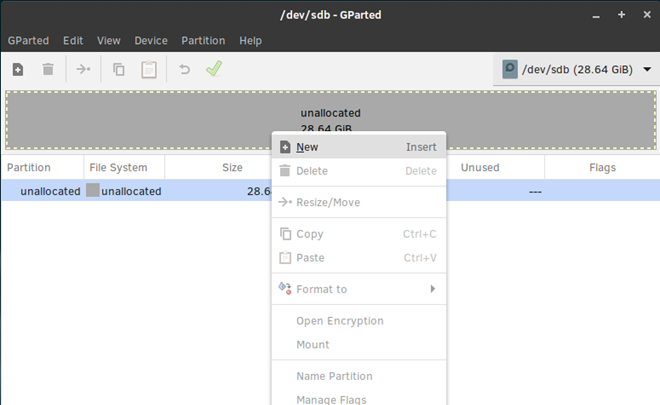 /dev/sdb - GParted
GParted Edit View Device Partition Help
/dev/sdb (28.64 GiB)
unallocated
28.64 GiB
Partition File System Size Unused Flags
unallocated unallocated 28.6 ---
New Insert
Delete Delete
Resize/Move
Copy Ctrl+C
Paste Ctrl+V
Format to
Open Encryption
Mount
Name Partition
Manage Flags